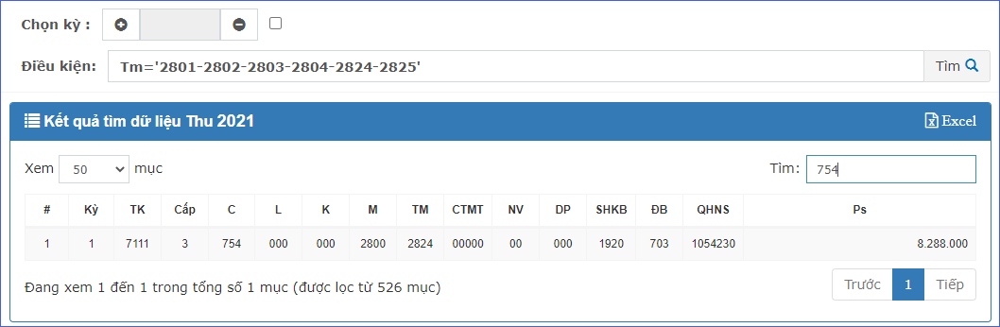 Chọn kỳ :
Điều kiện: Tm='2801-2802-2803-2804-2824-2825' Tìm
Kết quả tìm dữ liệu Thu 2021 Excel
Xem 50 mục Tìm: 754
# Kỳ TK Cấp C L K M TM CTMT NV DP SHKB ĐB QHNS Ps
1 1 7111 3 754 000 000 2800 2824 00000 00 000 1920 703 1054230 8.288.000
Đang xem 1 đến 1 trong tổng số 1 mục (được lọc từ 526 mục) Trước 1 Tiếp